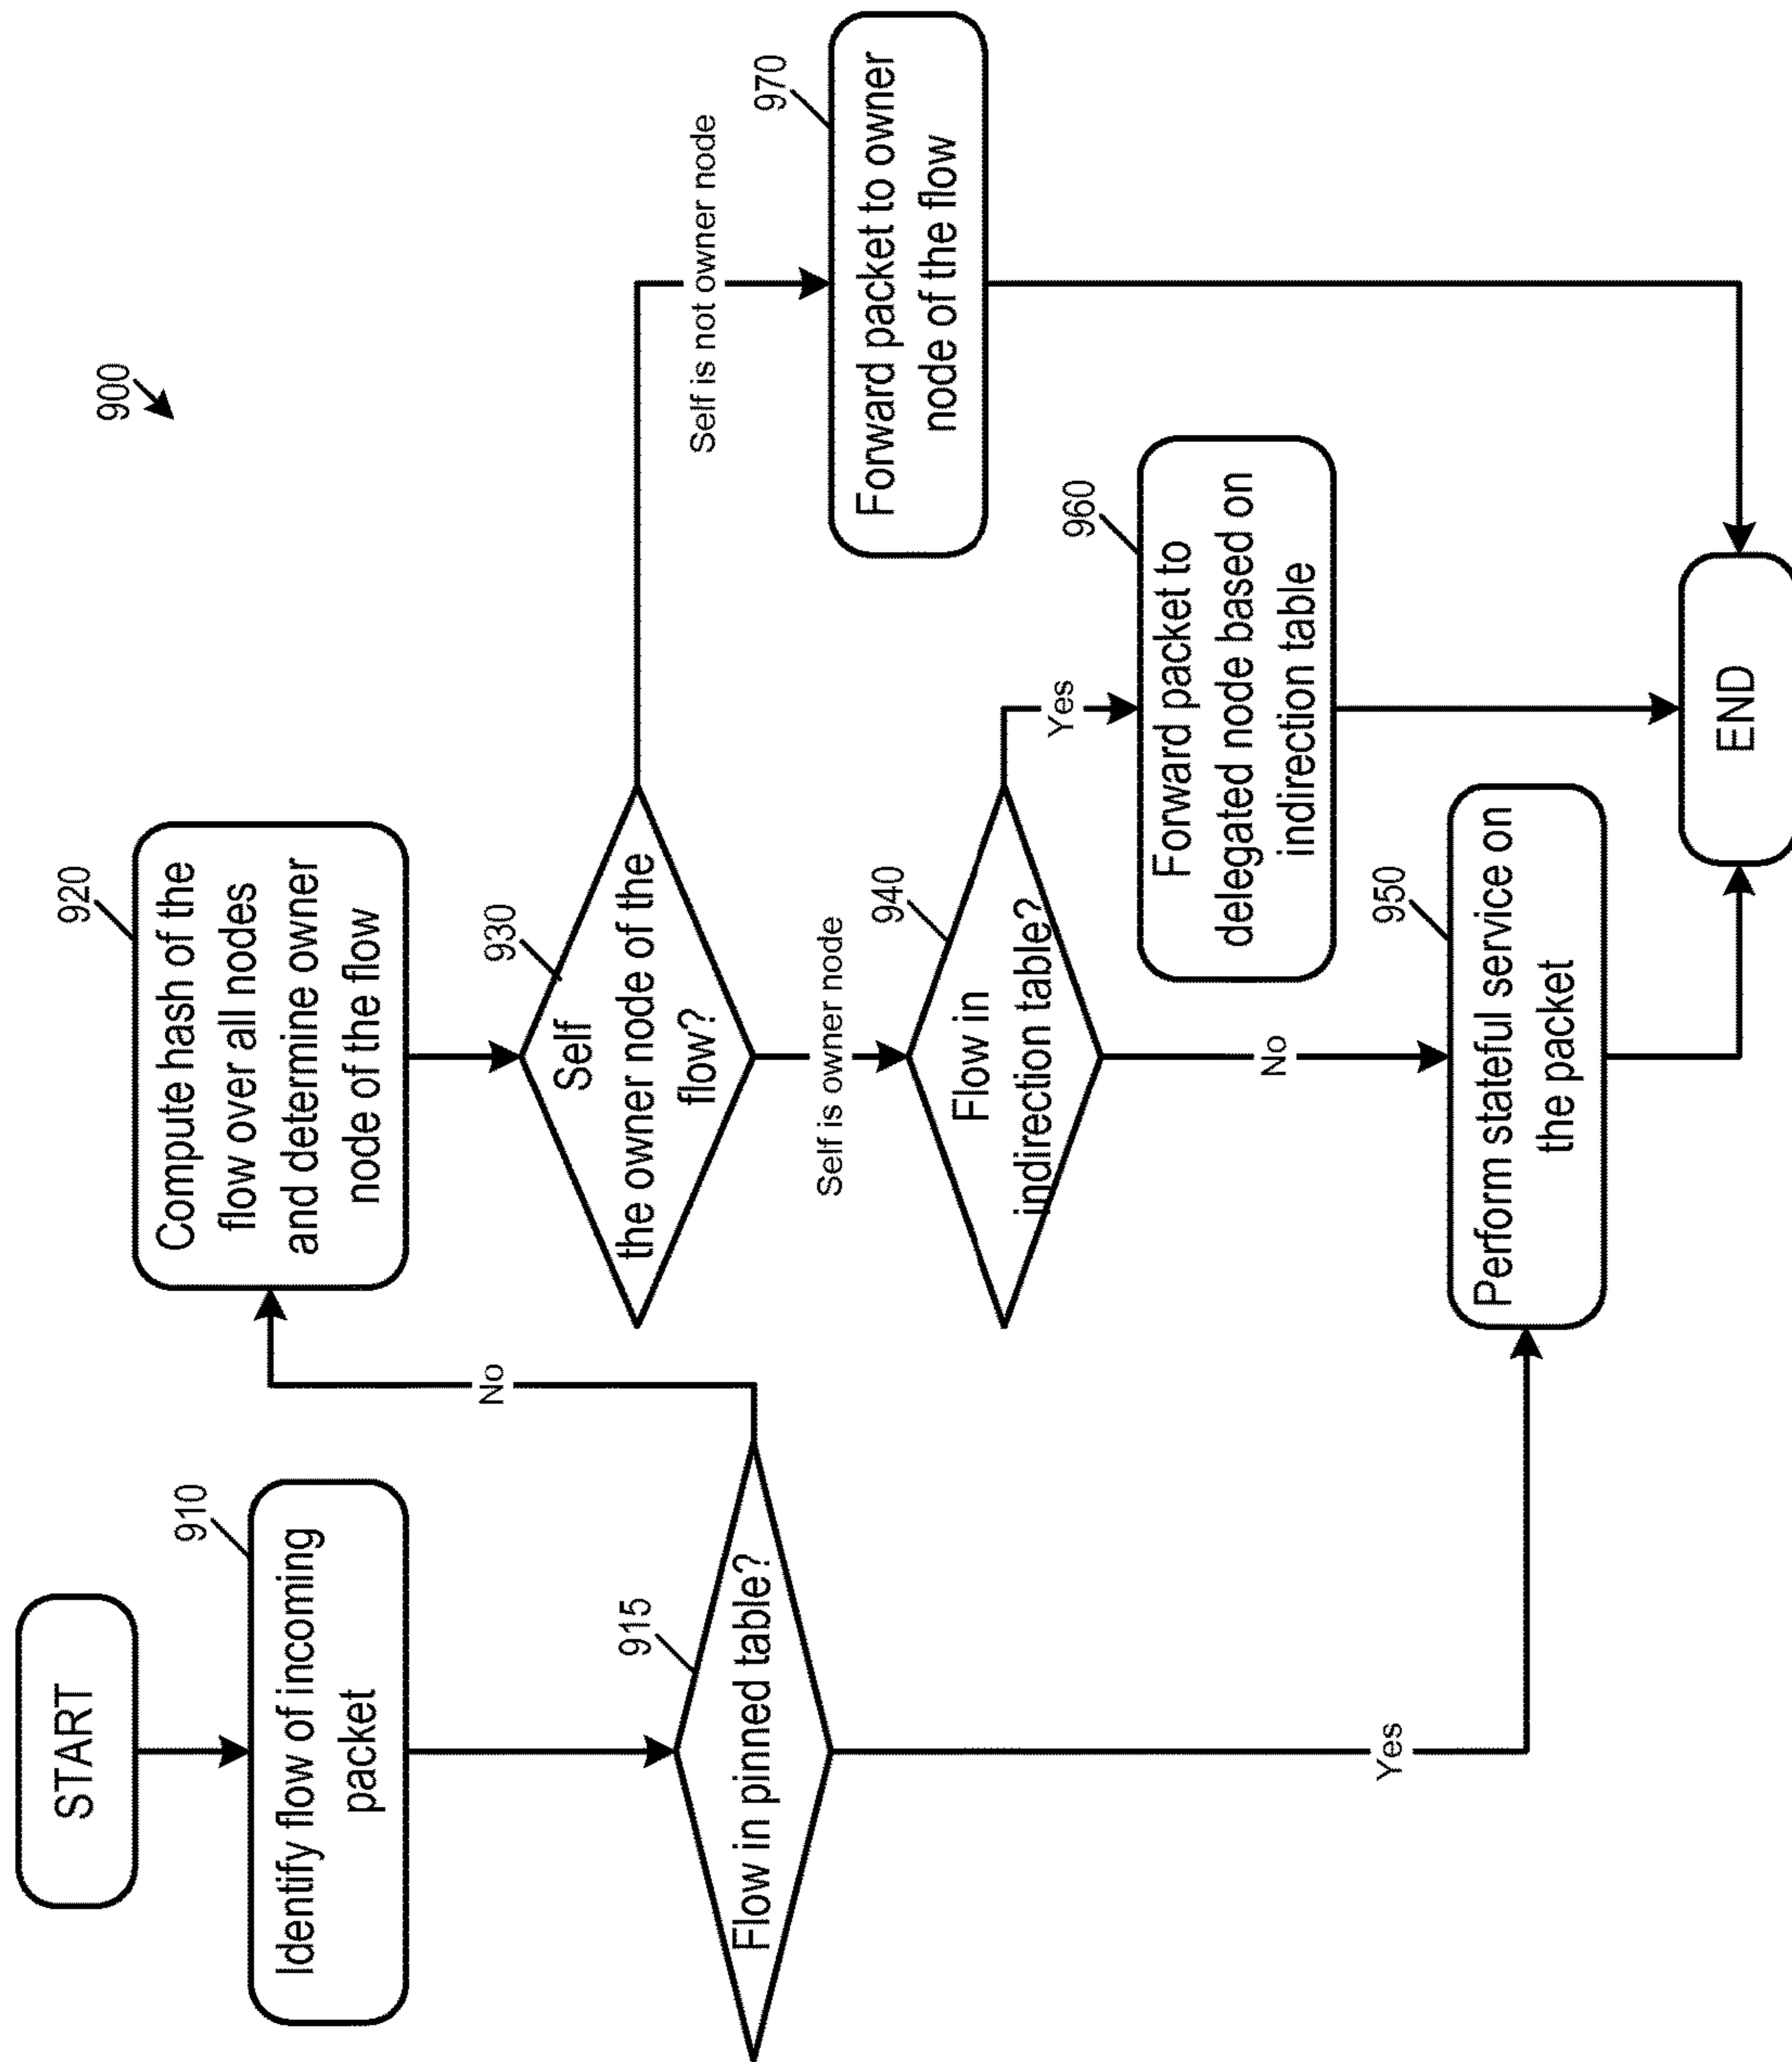 900
START
910
Identify flow of incoming
packet
915
Flow in pinned table?
No
Yes
920
Compute hash of the
flow over all nodes
and determine owner
node of the flow
930
Self
the owner node of the
flow?
Self is owner node
Self is not owner node
940
Flow in
indirection table?
Yes
No
950
Perform stateful service on
the packet
960
Forward packet to
delegated node based on
indirection table
970
Forward packet to owner
node of the flow
END